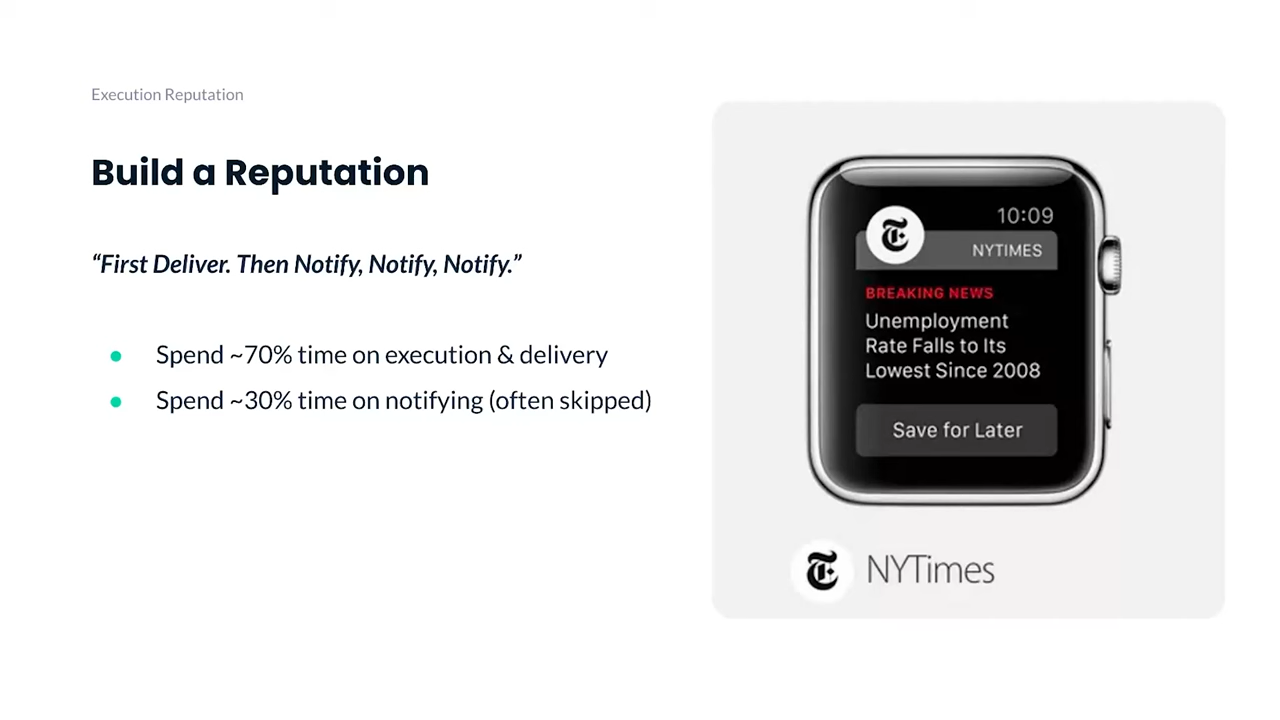 Execution Reputation
Build a Reputation
“First Deliver. Then Notify, Notify, Notify.”
● Spend ~70% time on execution & delivery
● Spend ~30% time on notifying (often skipped)
10:09
NYTIMES
BREAKING NEWS
Unemployment
Rate Falls to Its
Lowest Since 2008
Save for Later
NYTimes